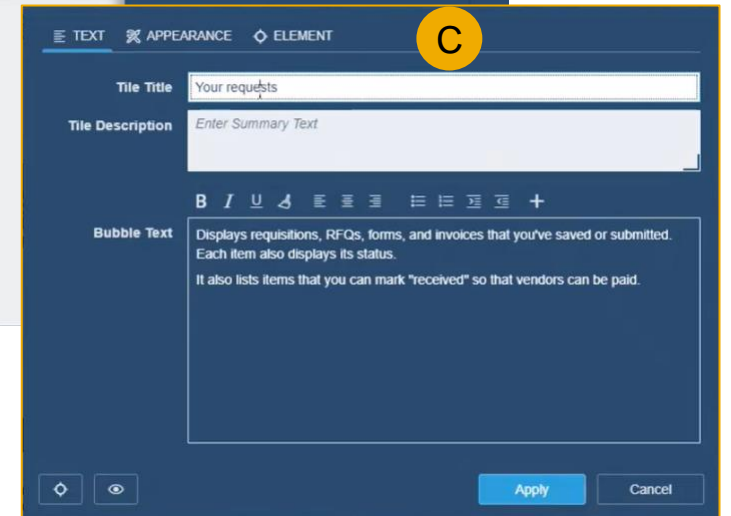 C
TEXT APPEARANCE ELEMENT
Tile Title Your requests
Tile Description Enter Summary Text
B I U
Bubble Text Displays requisitions, RFQs, forms, and invoices that you've saved or submitted.
Each item also displays its status.
It also lists items that you can mark "received" so that vendors can be paid.
Apply Cancel